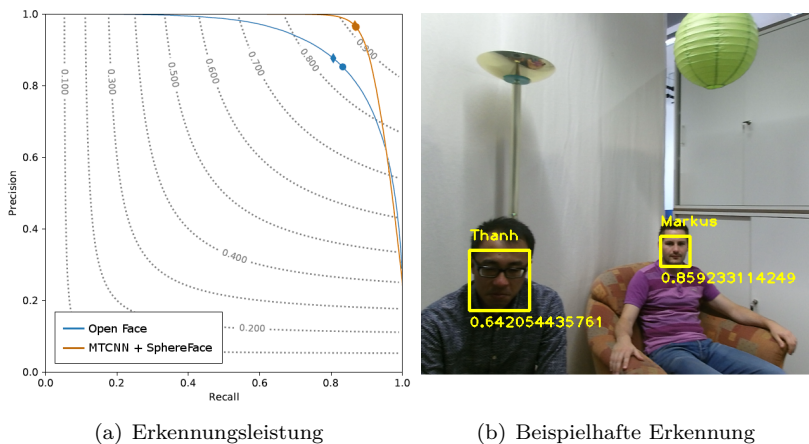 1.0
0.8
0.6
0.4
0.2
0.0
Precision
0.0
0.2
0.4
0.6
0.8
1.0
Recall
0.100
0.300
0.500
0.600
0.700
0.800
0.900
0.400
0.200
Open Face
MTCNN + SphereFace
(a) Erkennungsleistung
Thanh
0.642054435761
Markus
0.859233114249
(b) Beispielhafte Erkennung